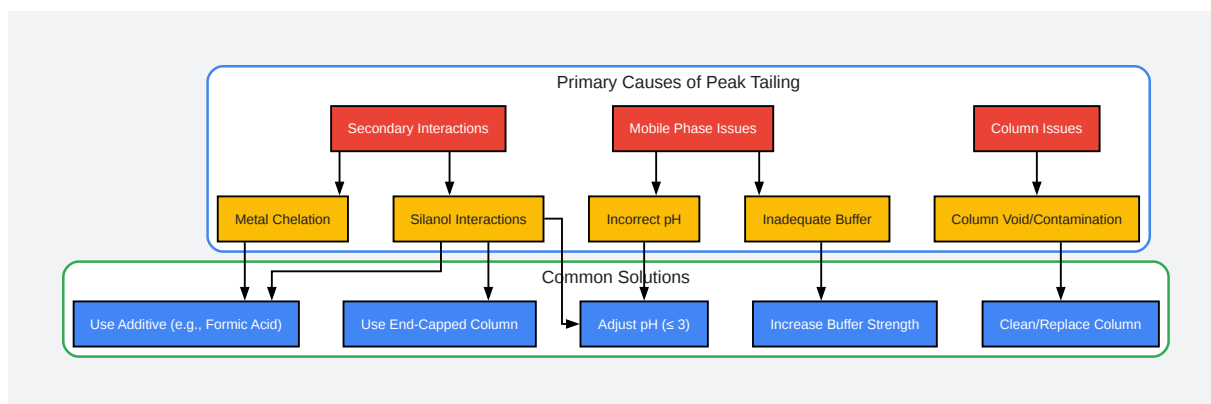 Primary Causes of Peak Tailing
Secondary Interactions
Mobile Phase Issues
Column Issues
Metal Chelation
Silanol Interactions
Incorrect pH
Inadequate Buffer
Column Void/Contamination
Common Solutions
Use Additive (e.g., Formic Acid)
Use End-Capped Column
Adjust pH (≤ 3)
Increase Buffer Strength
Clean/Replace Column